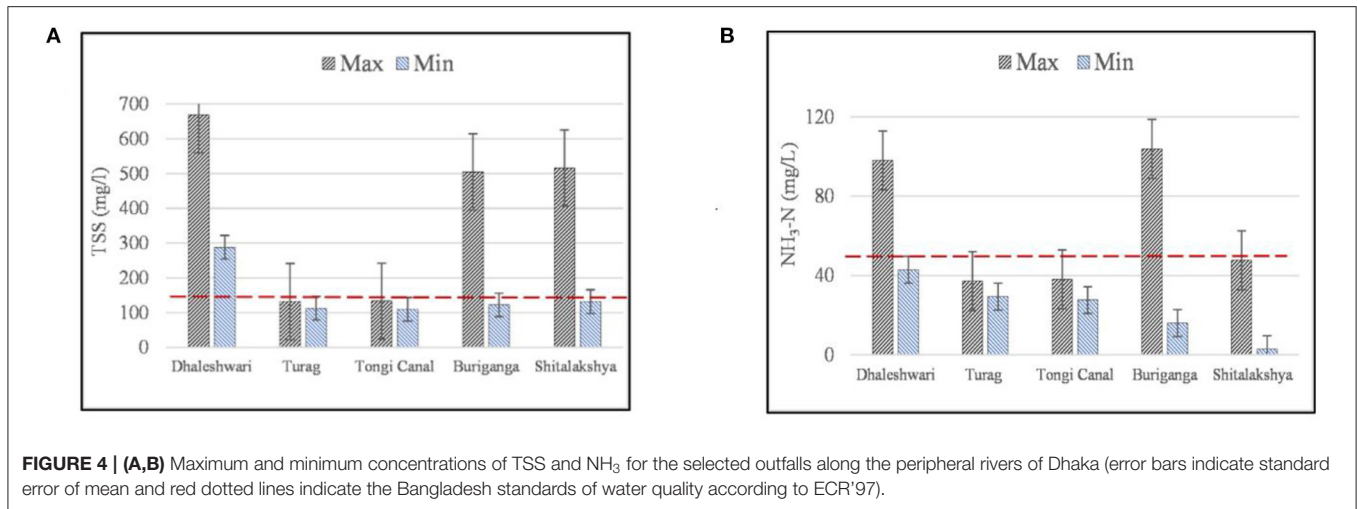 A
Max Min
700
600
500
400
300
200
100
0
TSS (mg/l)
Dhaleshwari Turag Tongi Canal Buriganga Shitalakshya
B
Max Min
120
80
40
0
NH₃-N (mg/L)
Dhaleshwari Turag Tongi Canal Buriganga Shitalakshya
FIGURE 4 | (A,B) Maximum and minimum concentrations of TSS and NH₃ for the selected outfalls along the peripheral rivers of Dhaka (error bars indicate standard
error of mean and red dotted lines indicate the Bangladesh standards of water quality according to ECR'97).